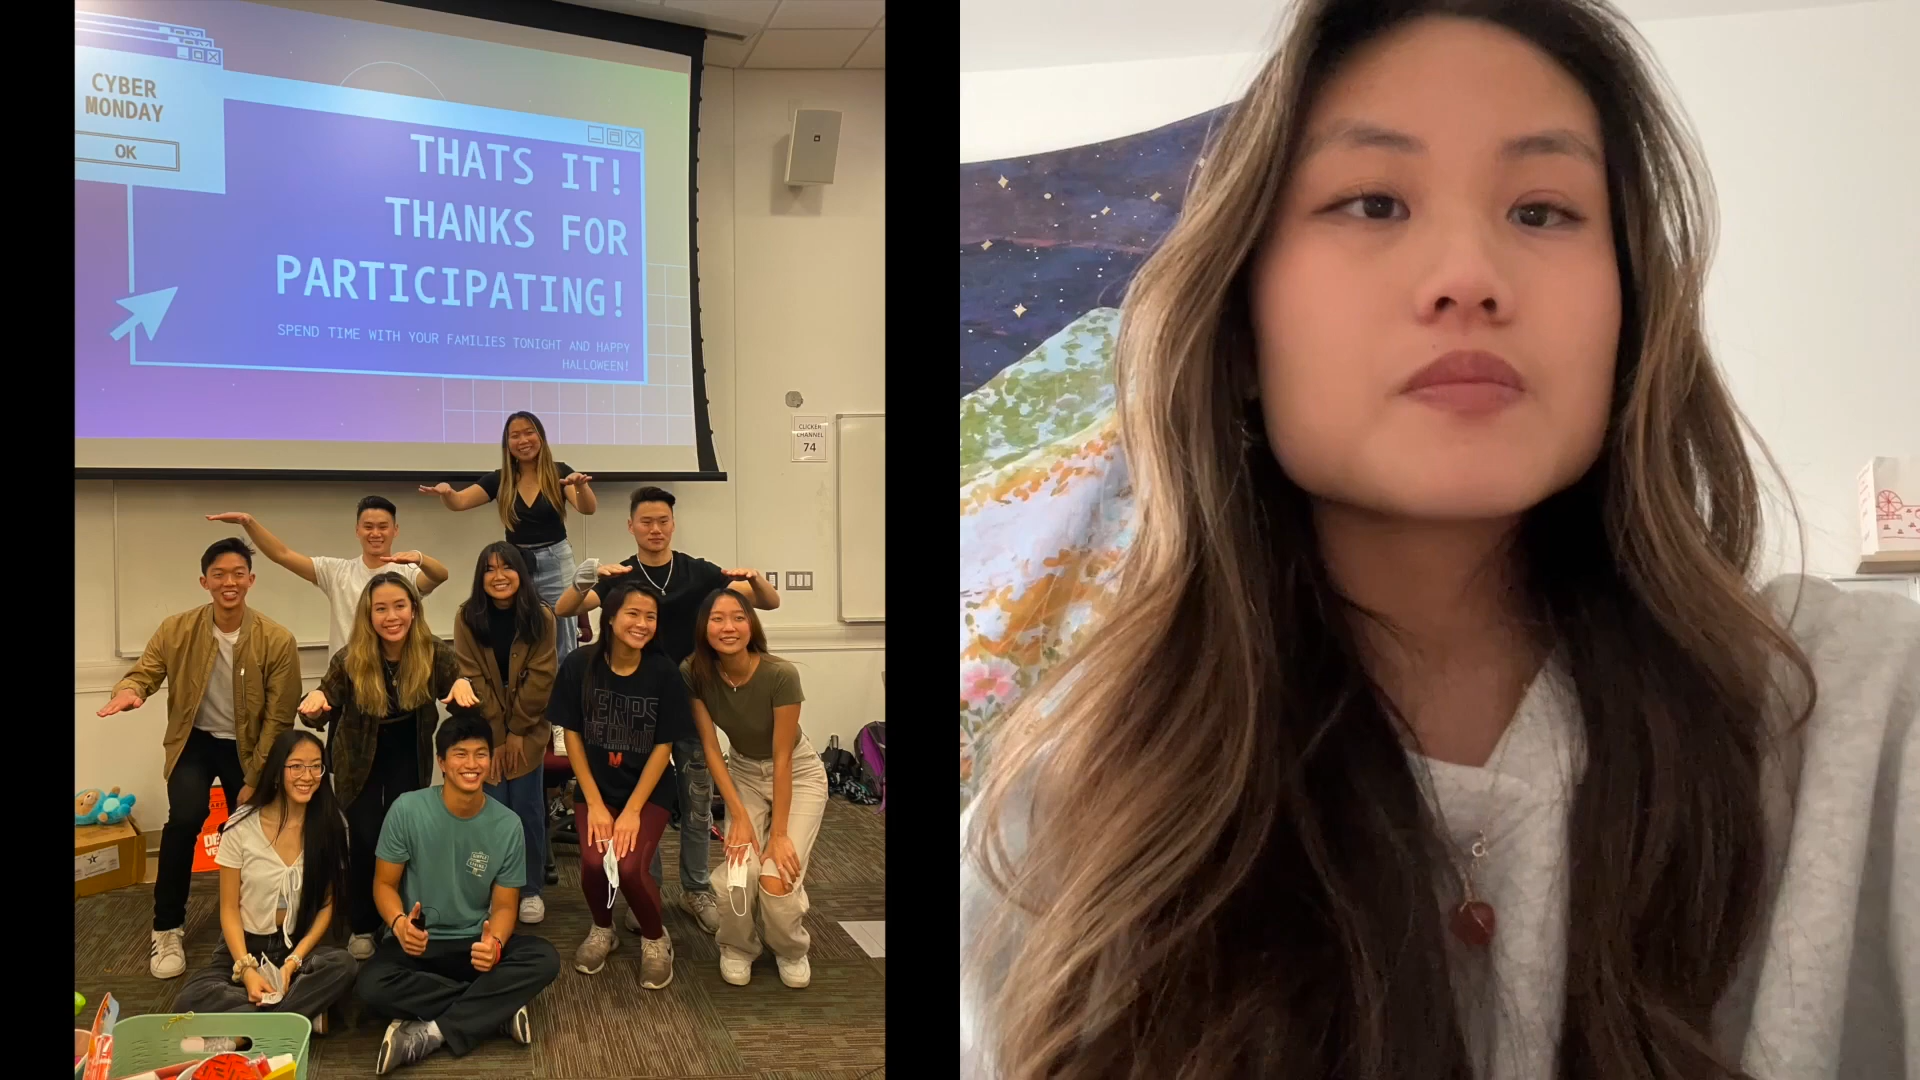 CYBER
MONDAY
OK
THATS IT!
THANKS FOR
PARTICIPATING!
SPEND TIME WITH YOUR FAMILIES TONIGHT AND HAPPY
HALLOWEEN!
CLICKER
CHANNEL
74
M